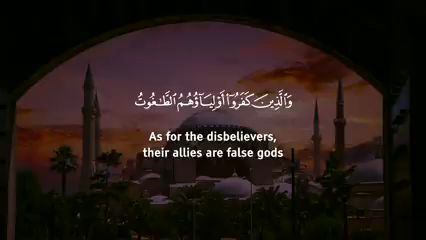 وَٱلَّذِينَ كَفَرُوٓا۟ أَوْلِيَآؤُهُمُ ٱلطَّـٰغُوتُ
As for the disbelievers,
their allies are false gods